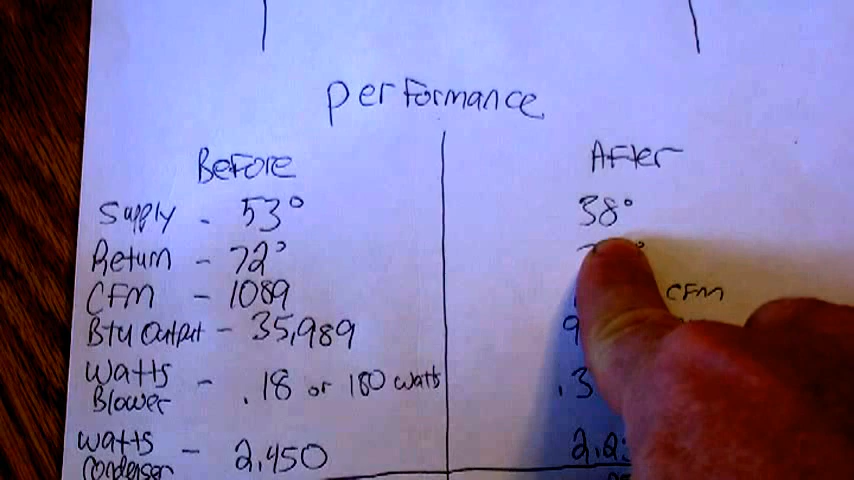 performance
Before After
Supply - 53° 38°
Return - 72°
CFM - 1089 CFM
Btu Output - 35,989
Watts Blower - .18 or 180 watts
Watts Condenser - 2,450